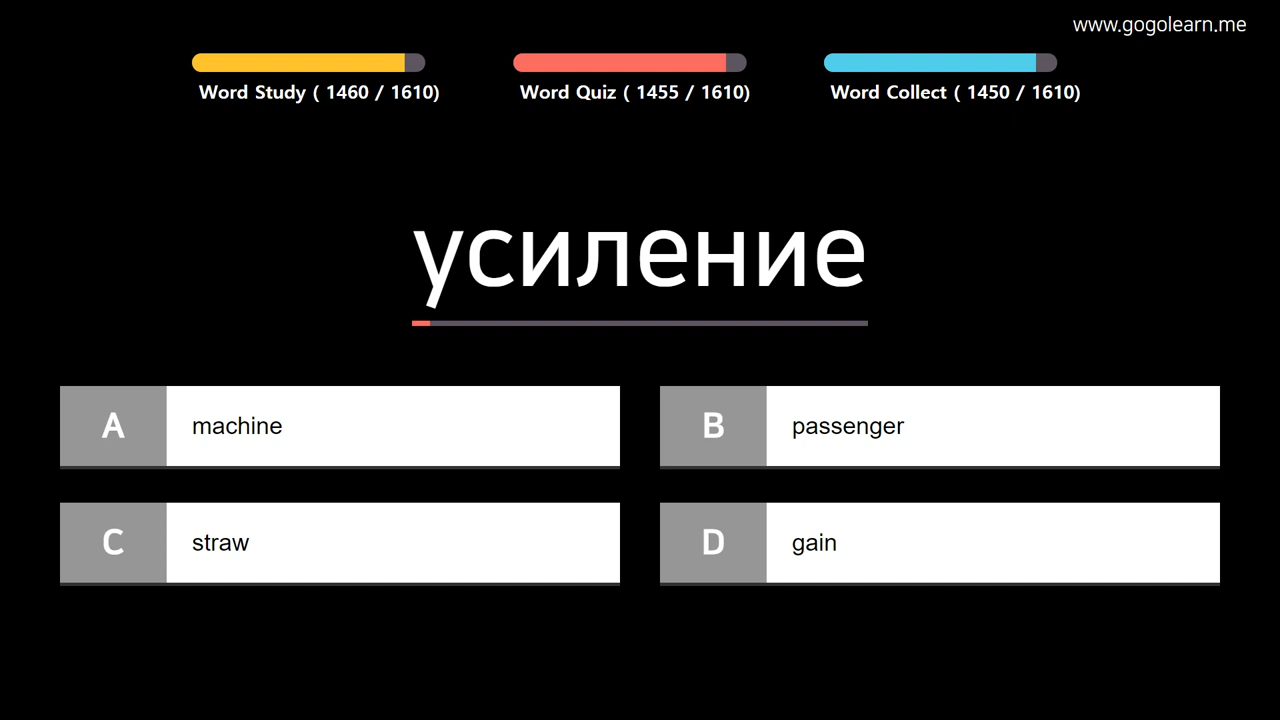 www.gogolearn.me
Word Study ( 1460 / 1610)
Word Quiz ( 1455 / 1610)
Word Collect ( 1450 / 1610)
усиление
A machine
B passenger
C straw
D gain